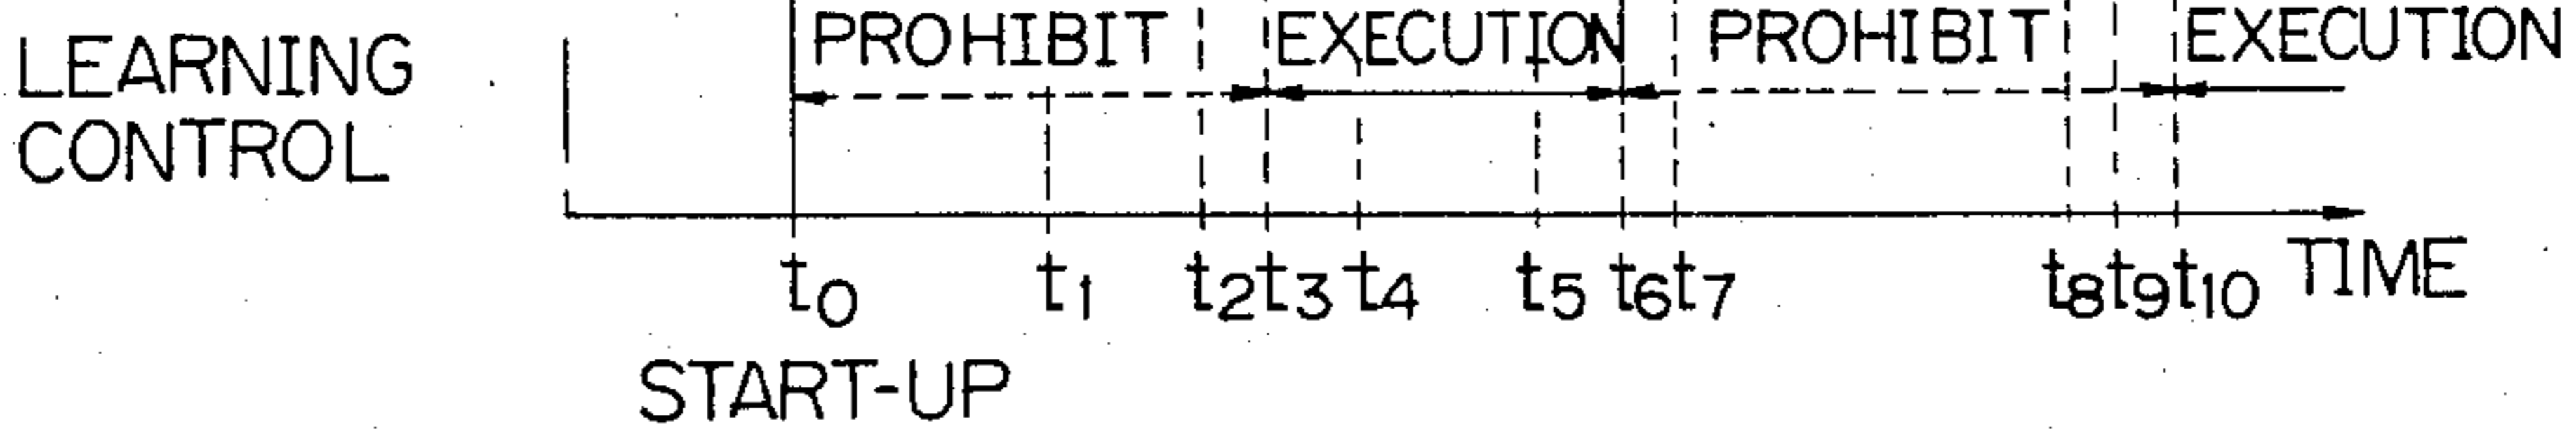 LEARNING CONTROL
PROHIBIT EXECUTION PROHIBIT EXECUTION
t0 t1 t2 t3 t4 t5 t6 t7 t8 t9 t10 TIME
START-UP